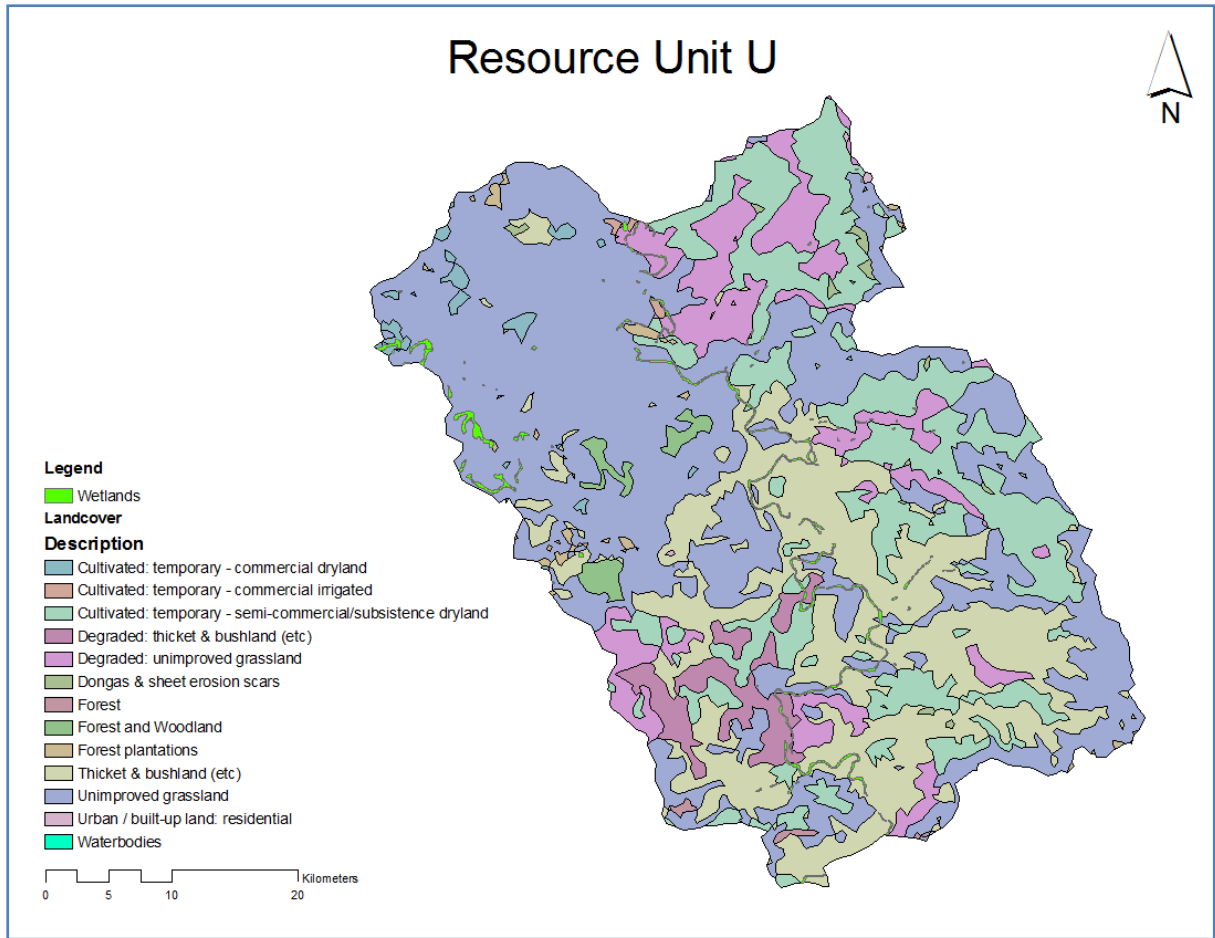 Resource Unit U
N
Legend
Wetlands
Landcover
Description
Cultivated: temporary - commercial dryland
Cultivated: temporary - commercial irrigated
Cultivated: temporary - semi-commercial/subsistence dryland
Degraded: thicket & bushland (etc)
Degraded: unimproved grassland
Dongas & sheet erosion scars
Forest
Forest and Woodland
Forest plantations
Thicket & bushland (etc)
Unimproved grassland
Urban / built-up land: residential
Waterbodies
Kilometers
0 5 10 20